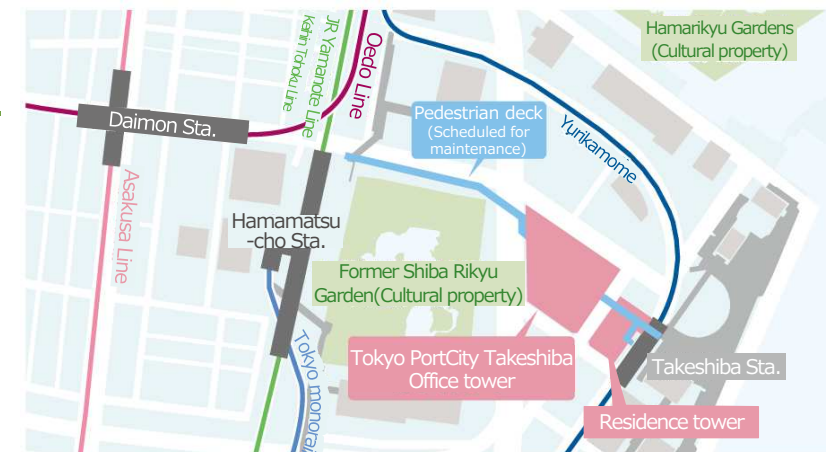 Hamarikyu Gardens
(Cultural property)
JR Yamanote Line
Keihin Tohoku Line
Oedo Line
Pedestrian deck
(Scheduled for
maintenance)
Yurikamome
Daimon Sta.
Asakusa Line
Hamamatsu
-cho Sta.
Former Shiba Rikyu
Garden(Cultural property)
Tokyo monorail
Tokyo PortCity Takeshiba
Office tower
Takeshiba Sta.
Residence tower